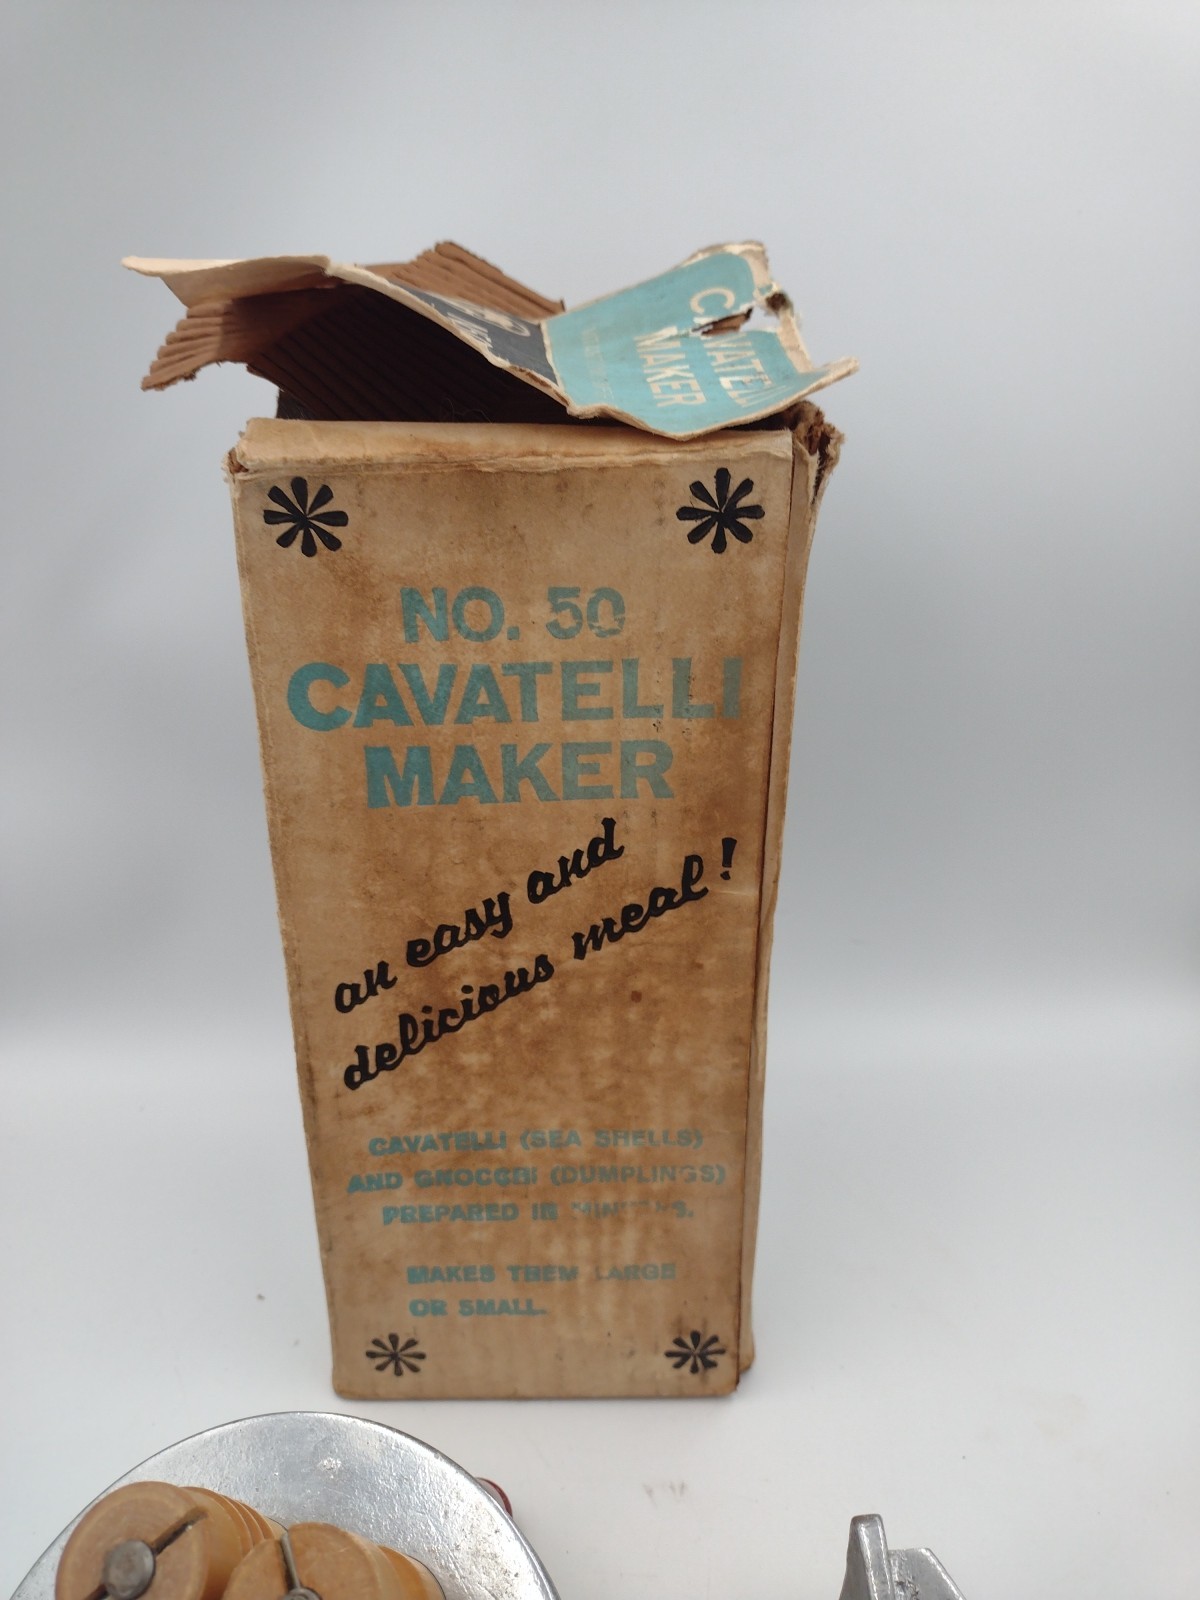 CAVATELLI
MAKER
NO. 50
CAVATELLI
MAKER
an easy and
delicious meal!
CAVATELLI (SEA SHELLS)
AND GNOCCHI (DUMPLINGS)
PREPARED IN MINUTES.
MAKES THEM LARGE
OR SMALL.